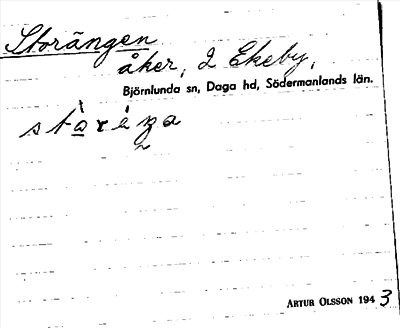 Storängen
åker, 2 Ekeby,
Björnlunda sn, Daga hd, Södermanlands län.
ARTUR OLSSON 1943